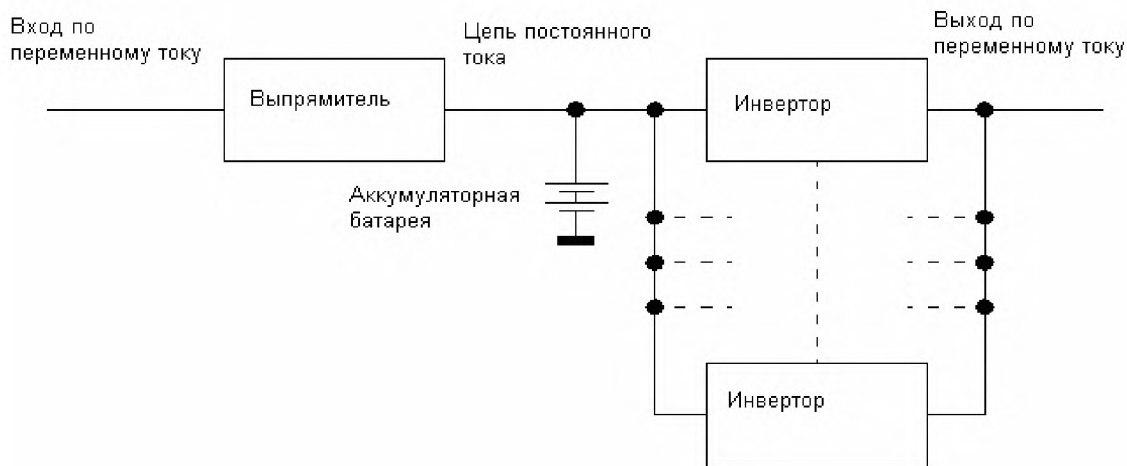 Вход по
переменному току
Цепь постоянного
тока
Выход по
переменному току
Выпрямитель
Инвертор
Аккумуляторная
батарея
Инвертор